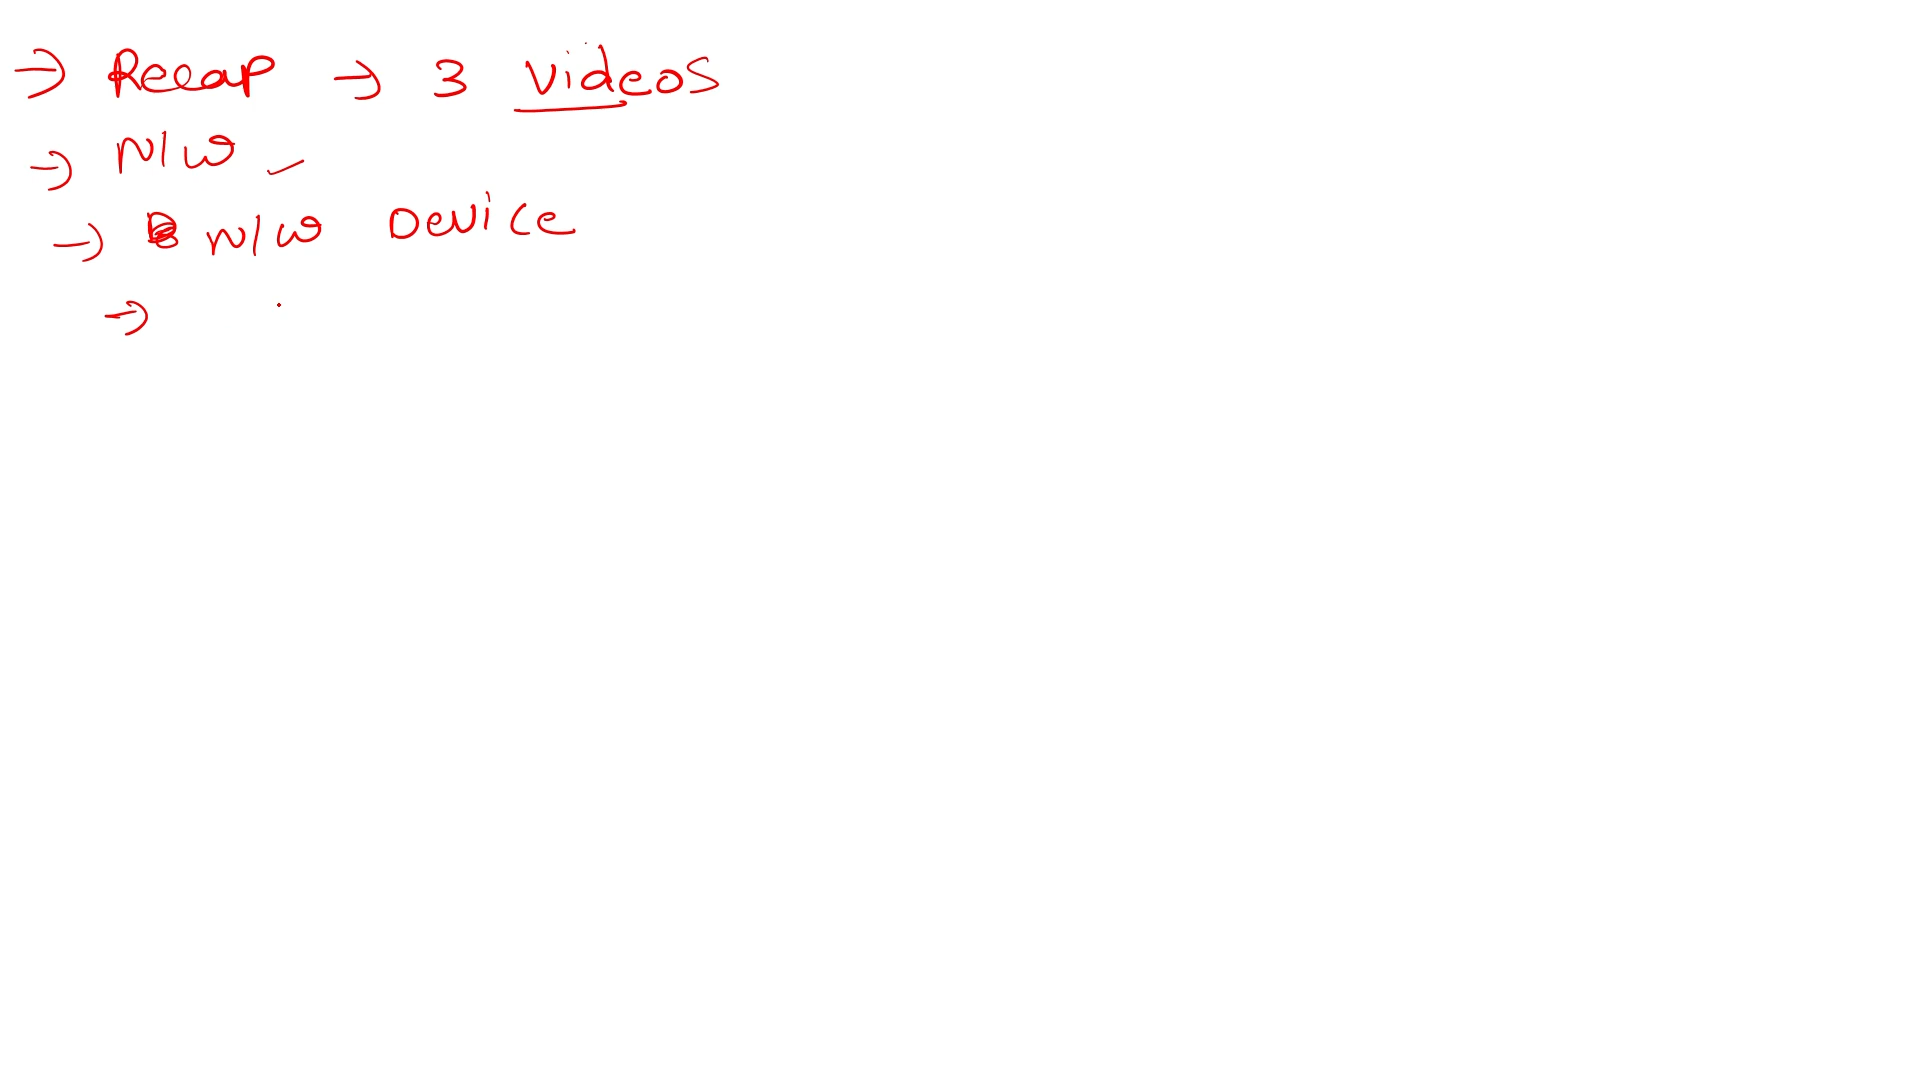 → Recap → 3 Videos
→ N/W -
→ N/W Device
→